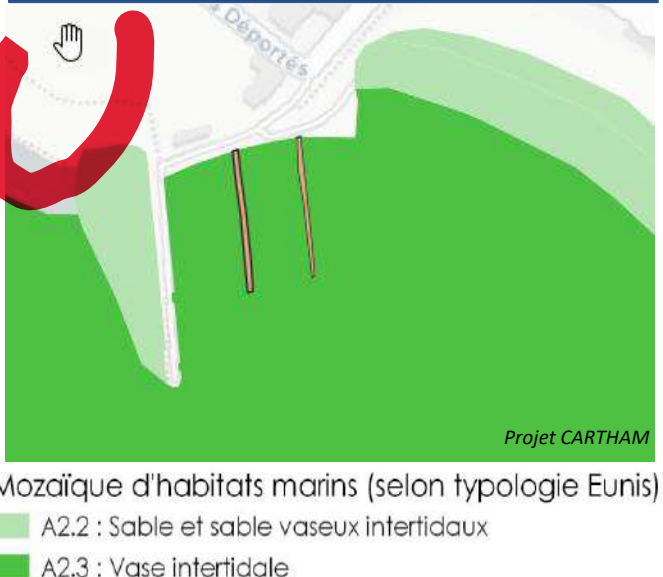 Déportés
Projet CARTHAM
Mozaïque d'habitats marins (selon typologie Eunis)
A2.2 : Sable et sable vaseux intertidaux
A2.3 : Vase intertidale